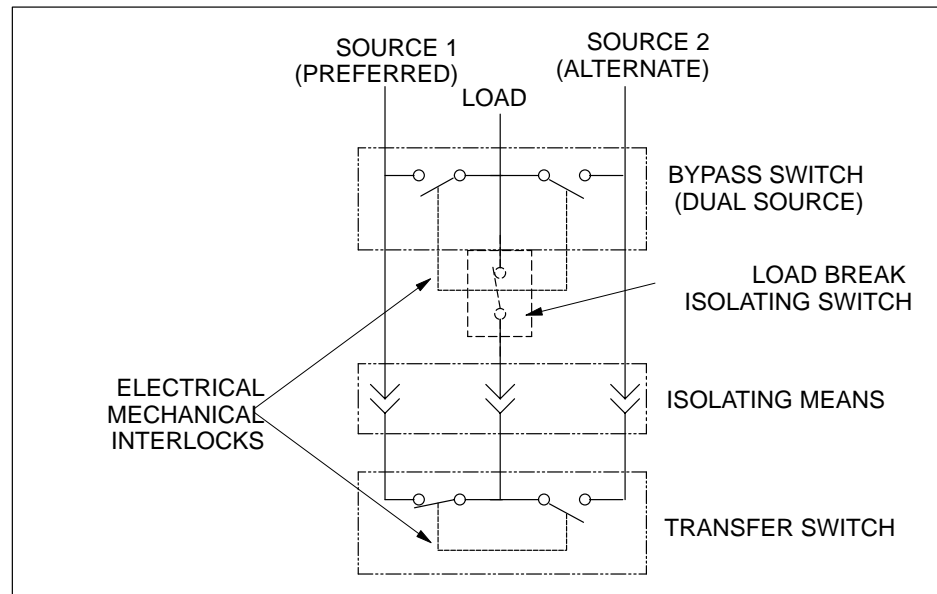 SOURCE 1
(PREFERRED)
SOURCE 2
(ALTERNATE)
LOAD
BYPASS SWITCH
(DUAL SOURCE)
LOAD BREAK
ISOLATING SWITCH
ELECTRICAL
MECHANICAL
INTERLOCKS
ISOLATING MEANS
TRANSFER SWITCH